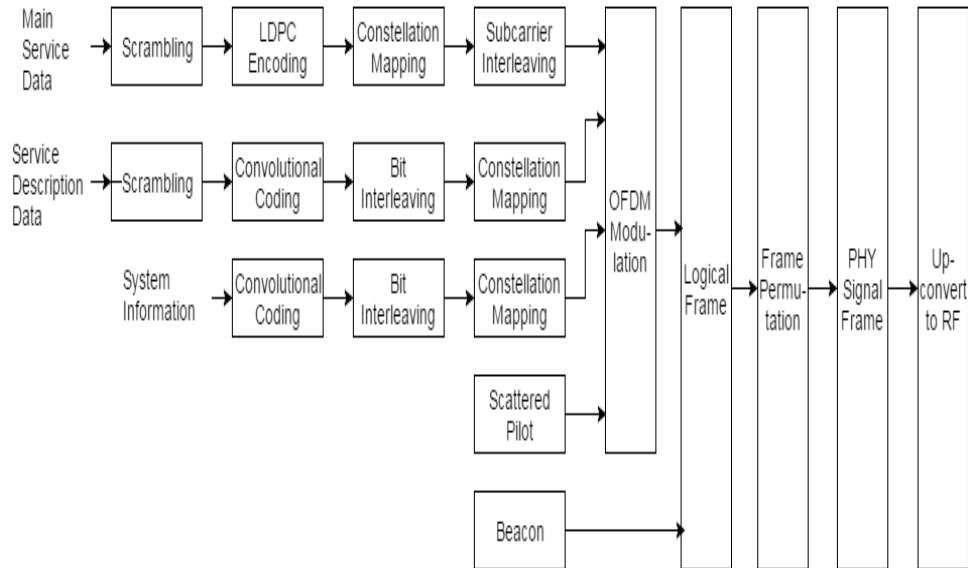 Main
Service
Data
Scrambling
LDPC
Encoding
Constellation
Mapping
Subcarrier
Interleaving
Service
Description
Data
Scrambling
Convolutional
Coding
Bit
Interleaving
Constellation
Mapping
System
Information
Convolutional
Coding
Bit
Interleaving
Constellation
Mapping
Scattered
Pilot
Beacon
OFDM
Modu-
lation
Logical
Frame
Frame
Permu-
tation
PHY
Signal
Frame
Up-
convert
to RF